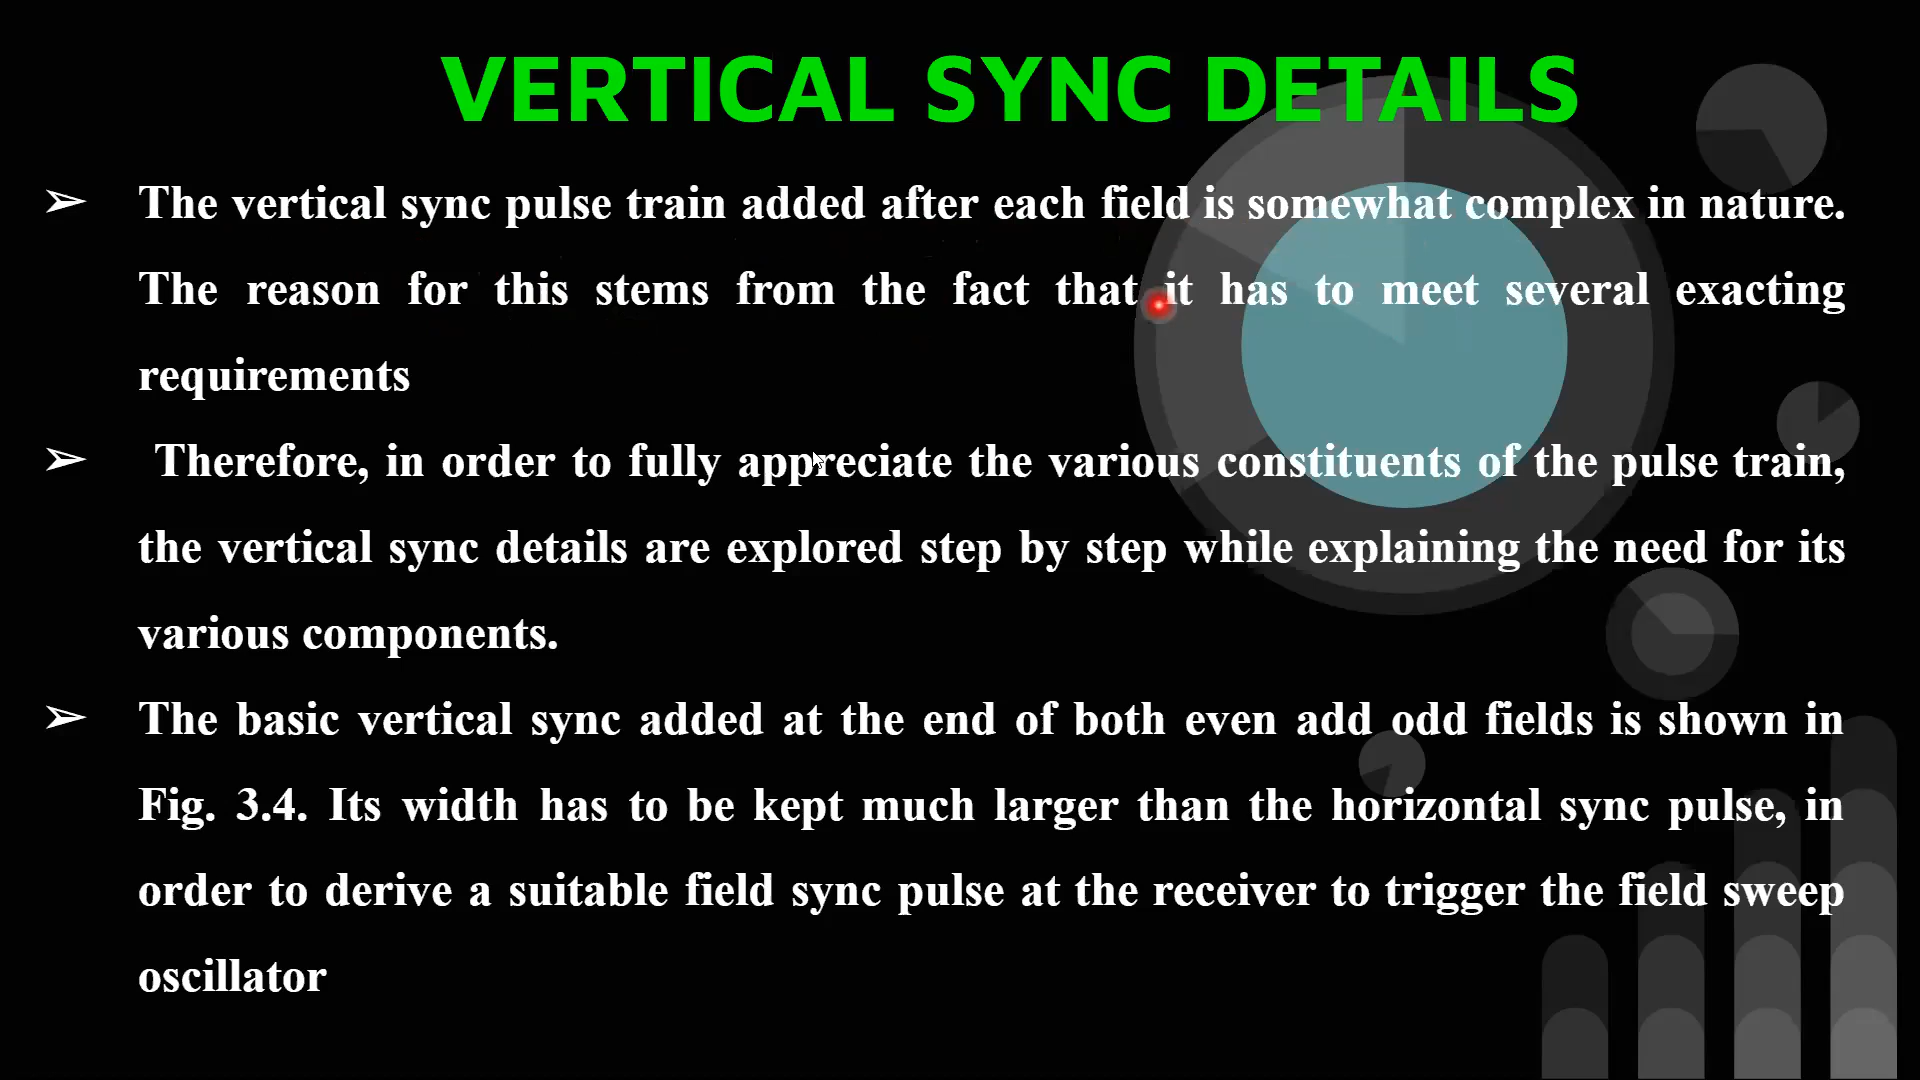 VERTICAL SYNC DETAILS
➢ The vertical sync pulse train added after each field is somewhat complex in nature.
The reason for this stems from the fact that it has to meet several exacting
requirements
➢ Therefore, in order to fully appreciate the various constituents of the pulse train,
the vertical sync details are explored step by step while explaining the need for its
various components.
➢ The basic vertical sync added at the end of both even add odd fields is shown in
Fig. 3.4. Its width has to be kept much larger than the horizontal sync pulse, in
order to derive a suitable field sync pulse at the receiver to trigger the field sweep
oscillator